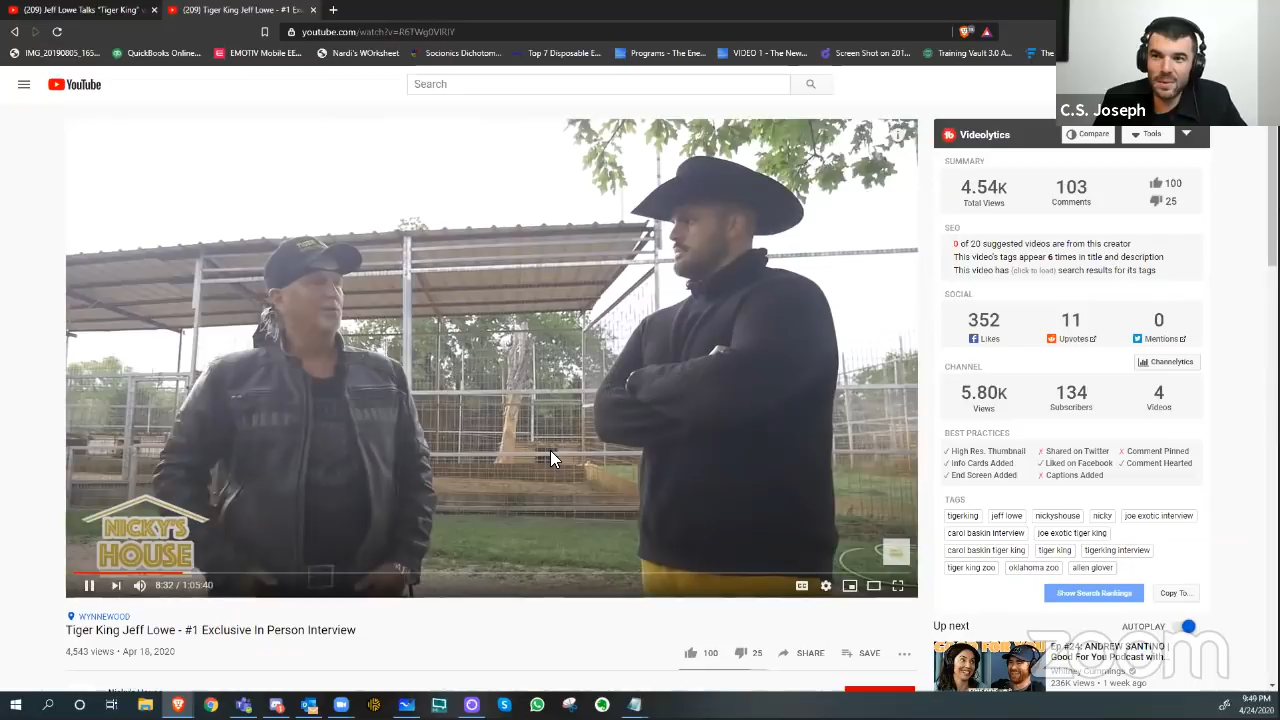 (209) Jeff Lowe Talks "Tiger King"
(209) Tiger King Jeff Lowe - #1 Exc
youtube.com/watch?v=R6TWg0VIRIY
IMG_20190805_165...
QuickBooks Online...
EMOTIV Mobile EE...
Nardi's WOrksheet
Socionics Dichotom...
Top 7 Disposable E...
Programs - The Ene...
VIDEO 1 - The New...
Screen Shot on 201...
Training Vault 3.0 A...
The
YouTube
Search
C.S. Joseph
NICKY'S
HOUSE
8:32 / 1:05:40
CC
WYNNEWOOD
Tiger King Jeff Lowe - #1 Exclusive In Person Interview
4,543 views • Apr 18, 2020
100
25
SHARE
SAVE
Videolytics
Compare
Tools
SUMMARY
4.54K
Total Views
103
Comments
100
25
SEO
0 of 20 suggested videos are from this creator
This video's tags appear 6 times in title and description
This video has (click to load) search results for its tags
SOCIAL
352
Likes
11
Upvotes
0
Mentions
Channelytics
CHANNEL
5.80K
Views
134
Subscribers
4
Videos
BEST PRACTICES
✓ High Res. Thumbnail
✗ Shared on Twitter
✗ Comment Pinned
✓ Info Cards Added
✓ Liked on Facebook
✓ Comment Hearted
✓ End Screen Added
✗ Captions Added
TAGS
tigerking
jeff lowe
nickyshouse
nicky
joe exotic interview
carol baskin interview
joe exotic tiger king
carol baskin tiger king
tiger king
tigerking interview
tiger king zoo
oklahoma zoo
allen glover
Show Search Rankings
Copy To...
Up next
AUTOPLAY
Ep #24: ANDREW SANTINO |
Good For You Podcast with...
Whitney Cummings
236K views • 1 week ago
zoom
9:49 PM
4/24/2020